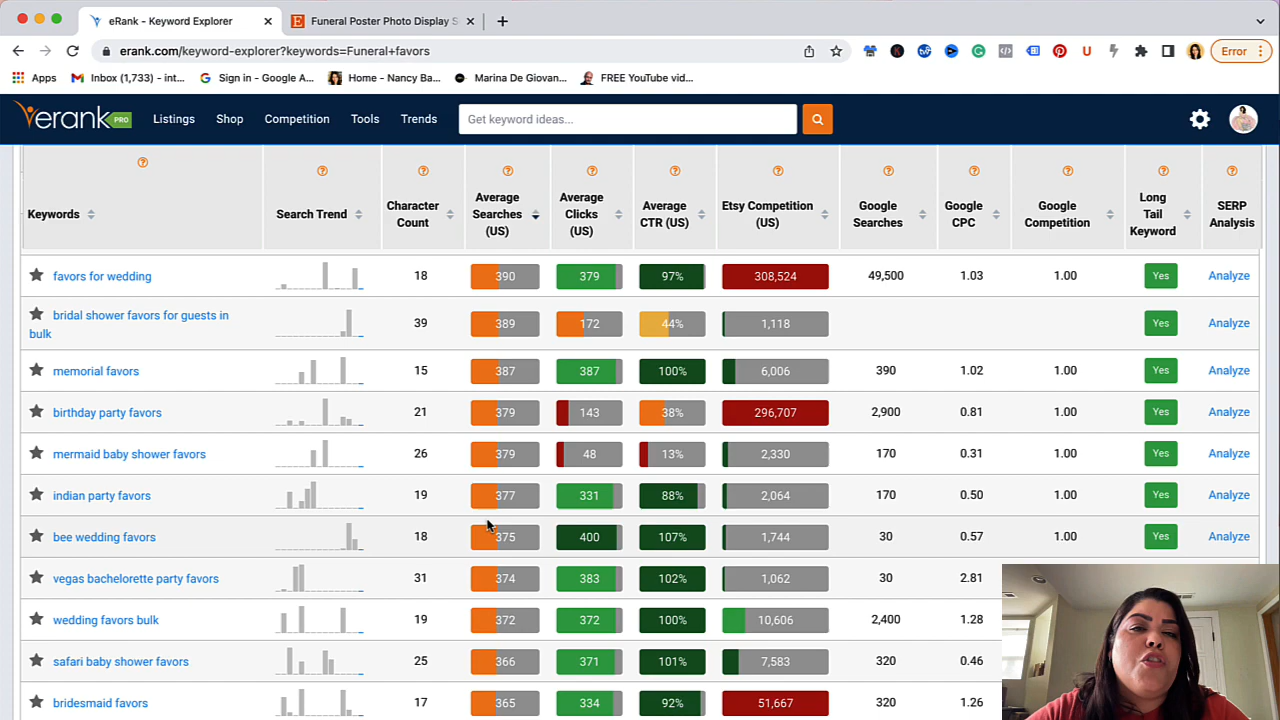 eRank - Keyword Explorer
Funeral Poster Photo Display S
erank.com/keyword-explorer?keywords=Funeral+favors
Error
Apps
Inbox (1,733) - int...
Sign in - Google A...
Home - Nancy Ba...
Marina De Giovan...
FREE YouTube vid...
erank PRO Listings Shop Competition Tools Trends Get keyword ideas...
Keywords Search Trend Character Count Average Searches (US) Average Clicks (US) Average CTR (US) Etsy Competition (US) Google Searches Google CPC Google Competition Long Tail Keyword SERP Analysis
favors for wedding 18 390 379 97% 308,524 49,500 1.03 1.00 Yes Analyze
bridal shower favors for guests in
bulk 39 389 172 44% 1,118 Yes Analyze
memorial favors 15 387 387 100% 6,006 390 1.02 1.00 Yes Analyze
birthday party favors 21 379 143 38% 296,707 2,900 0.81 1.00 Yes Analyze
mermaid baby shower favors 26 379 48 13% 2,330 170 0.31 1.00 Yes Analyze
indian party favors 19 377 331 88% 2,064 170 0.50 1.00 Yes Analyze
bee wedding favors 18 375 400 107% 1,744 30 0.57 1.00 Yes Analyze
vegas bachelorette party favors 31 374 383 102% 1,062 30 2.81
wedding favors bulk 19 372 372 100% 10,606 2,400 1.28
safari baby shower favors 25 366 371 101% 7,583 320 0.46
bridesmaid favors 17 365 334 92% 51,667 320 1.26